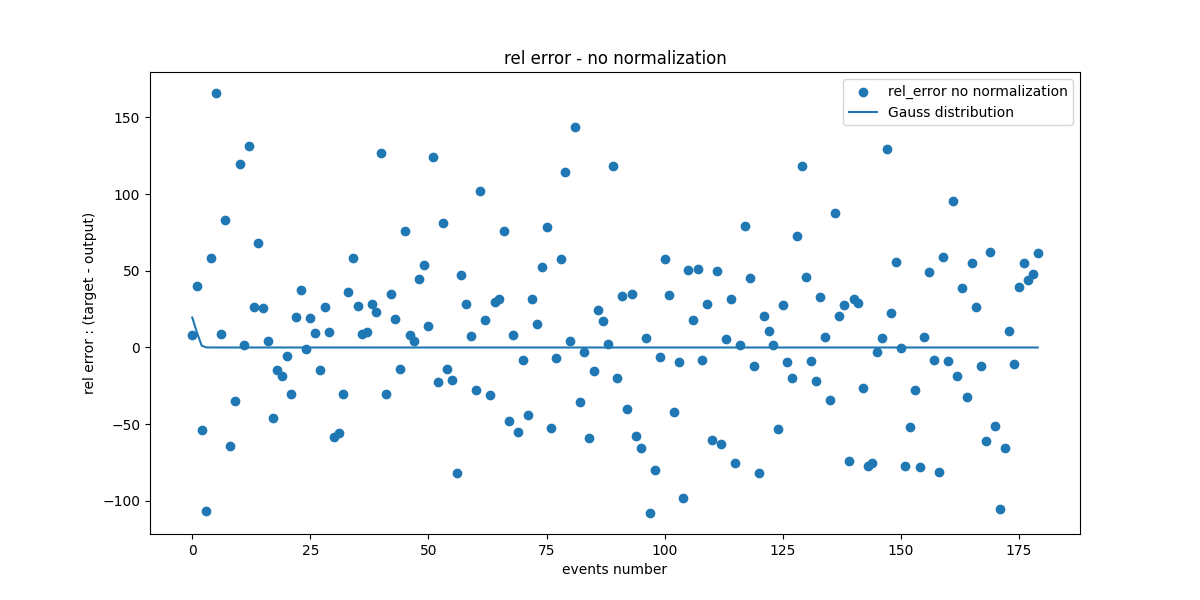 rel error - no normalization
rel_error no normalization
Gauss distribution
rel error : (target - output)
150
100
50
0
−50
−100
0 25 50 75 100 125 150 175
events number